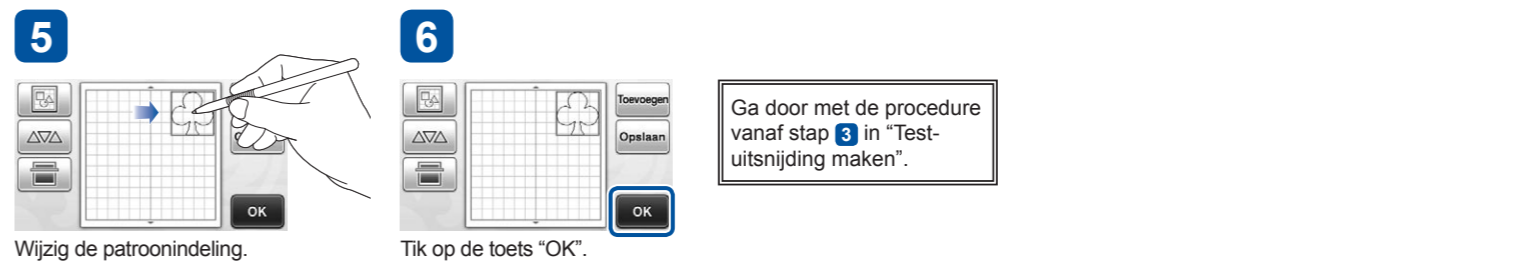 5
OK
Wijzig de patroonindeling.
6
Toevoegen
Opslaan
OK
Tik op de toets “OK”.
Ga door met de procedure
vanaf stap 3 in “Test-
uitsnijding maken”.